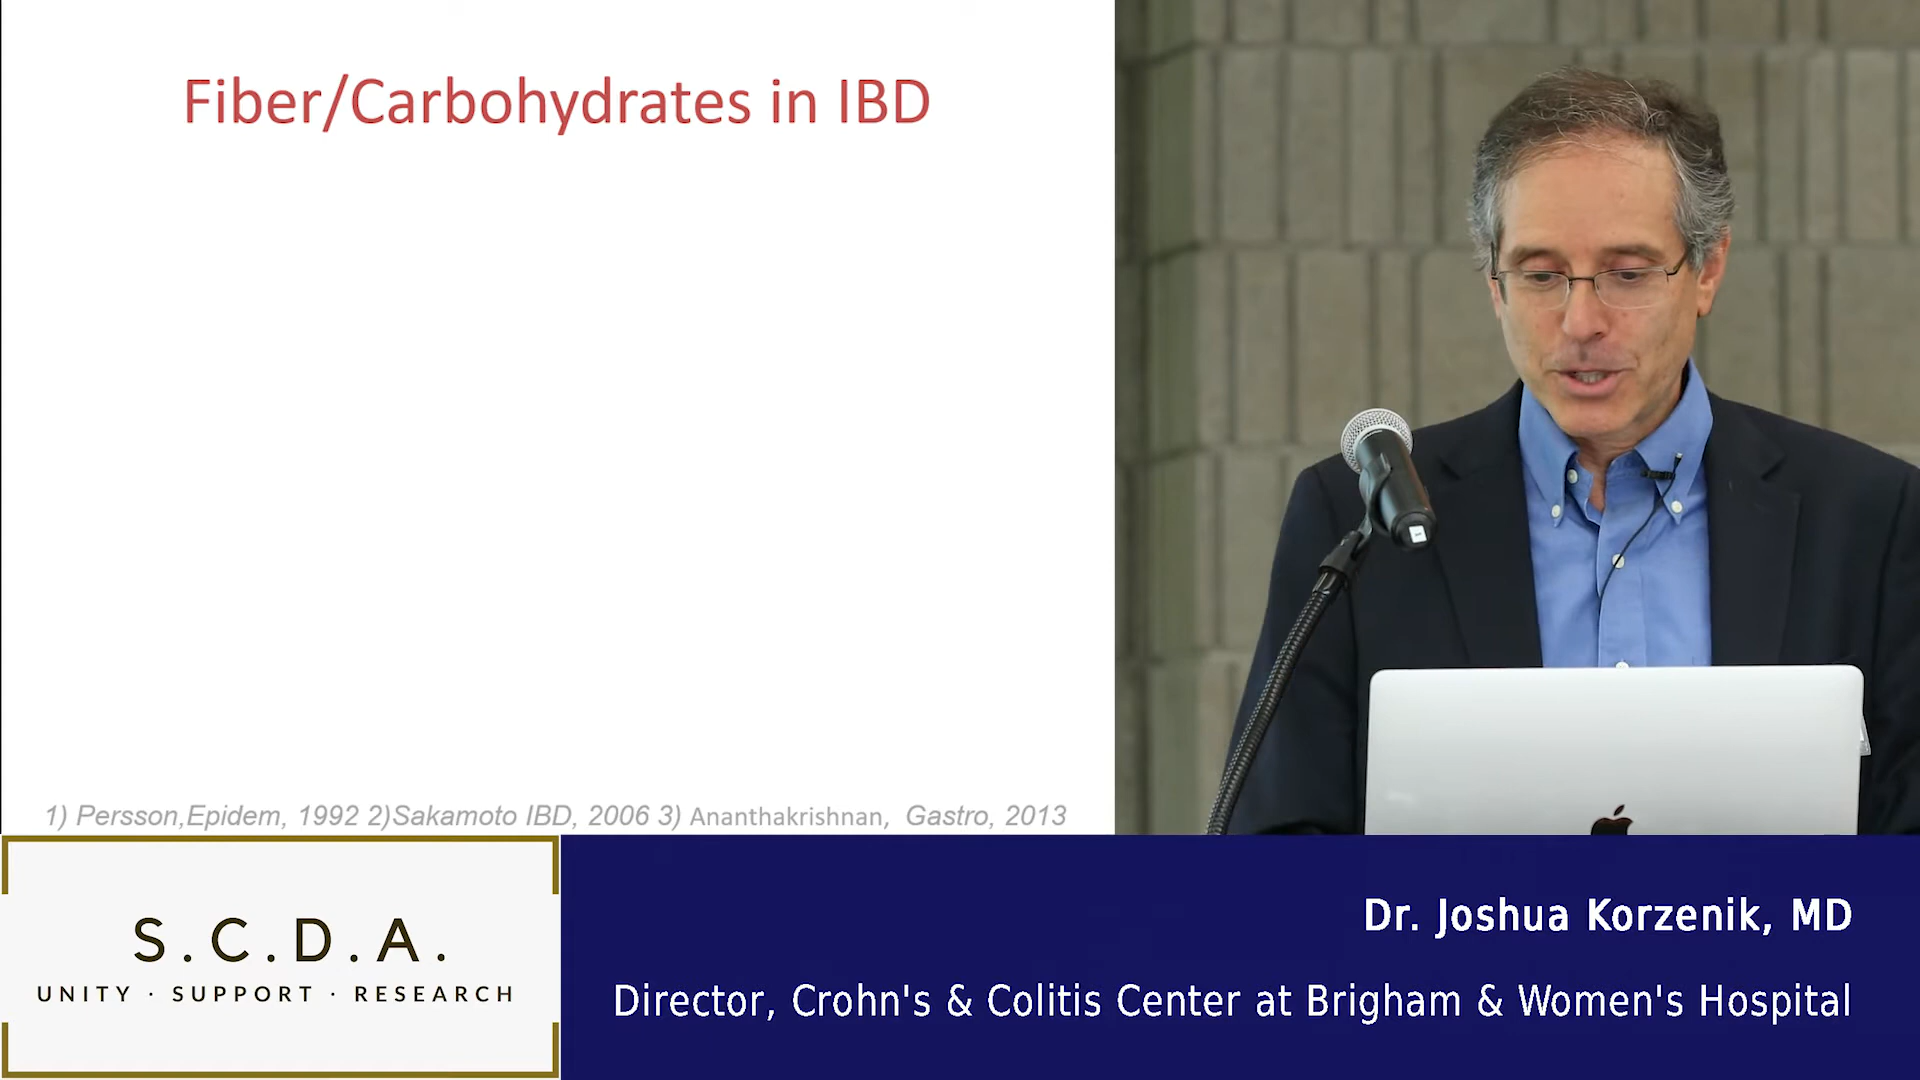 Fiber/Carbohydrates in IBD
1) Persson,Epidem, 1992 2)Sakamoto IBD, 2006 3) Ananthakrishnan, Gastro, 2013
S.C.D.A.
UNITY · SUPPORT · RESEARCH
Dr. Joshua Korzenik, MD
Director, Crohn's & Colitis Center at Brigham & Women's Hospital